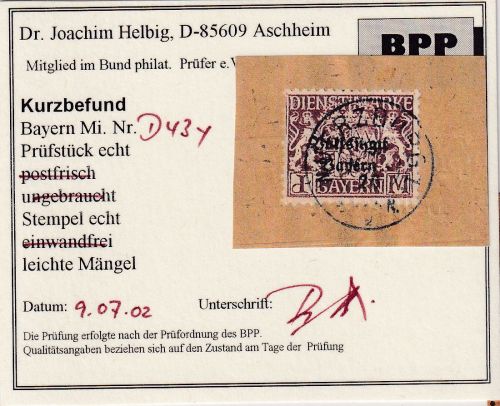 Dr. Joachim Helbig, D-85609 Aschheim
BPP
Mitglied im Bund philat. Prüfer e.V
Kurzbefund
Bayern Mi. Nr. D43y
Prüfstück echt
postfrisch
ungebraucht
Stempel echt
einwandfrei
leichte Mängel
DIENSTMARKE
Volksstaat
Bayern
1 BAYERN M
Datum: 9.07.02 Unterschrift:
Die Prüfung erfolgte nach der Prüfordnung des BPP.
Qualitätsangaben beziehen sich auf den Zustand am Tage der Prüfung